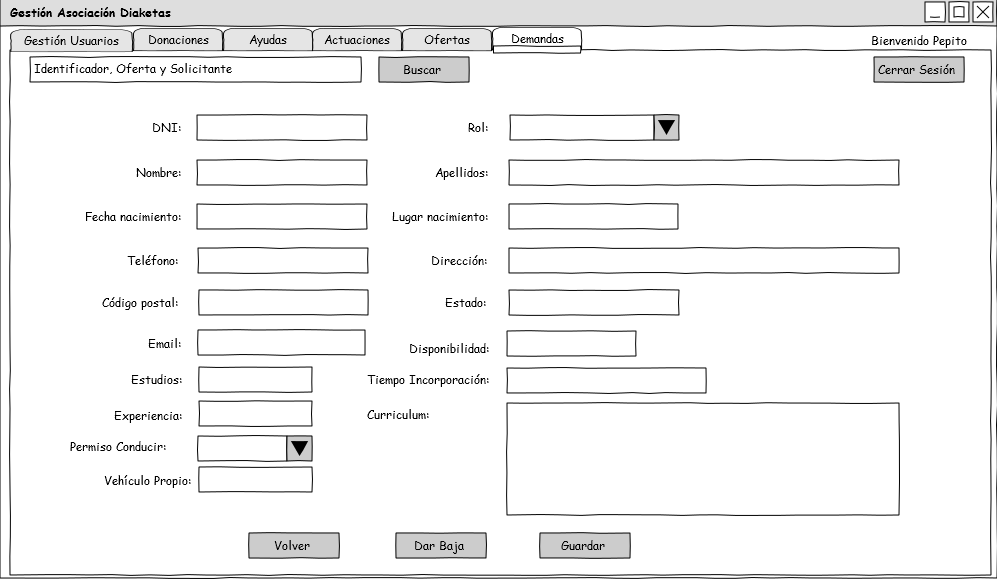 Gestión Asociación Diaketas
Gestión Usuarios Donaciones Ayudas Actuaciones Ofertas Demandas
Bienvenido Pepito
Identificador, Oferta y Solicitante Buscar Cerrar Sesión
DNI: Rol:
Nombre: Apellidos:
Fecha nacimiento: Lugar nacimiento:
Teléfono: Dirección:
Código postal: Estado:
Email: Disponibilidad:
Estudios: Tiempo Incorporación:
Experiencia: Curriculum:
Permiso Conducir:
Vehículo Propio:
Volver Dar Baja Guardar